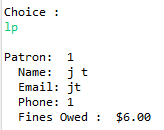 Choice :
lp
Patron:  1
  Name:  j t
  Email: jt
  Phone: 1
  Fines Owed :  $6.00